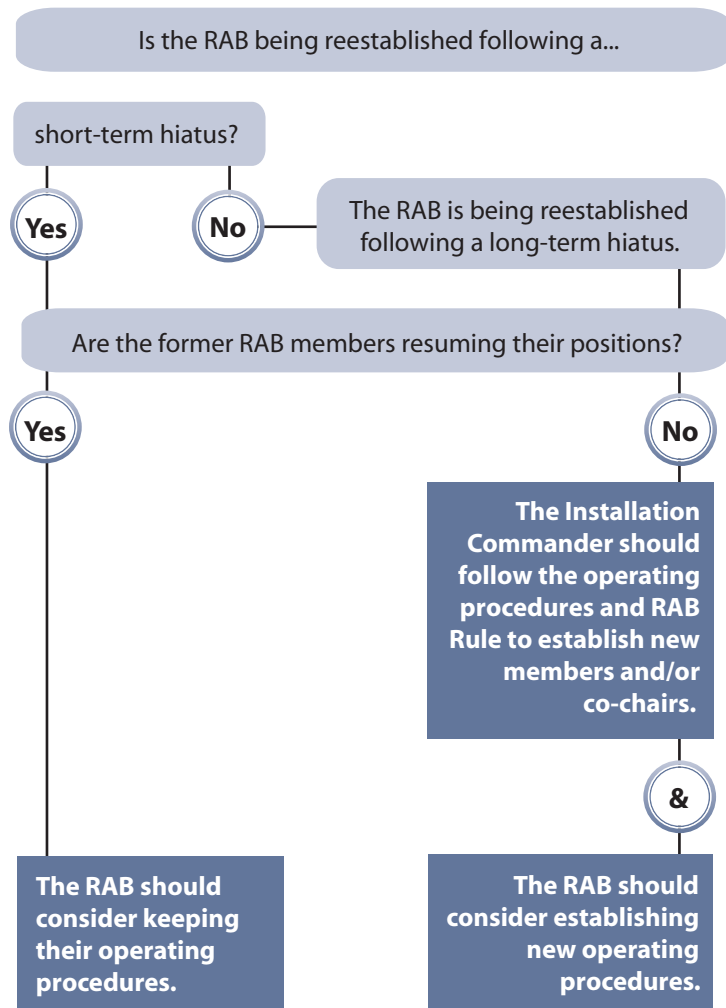 Is the RAB being reestablished following a...
short-term hiatus?
Yes
No
The RAB is being reestablished
following a long-term hiatus.
Are the former RAB members resuming their positions?
Yes
No
The Installation
Commander should
follow the operating
procedures and RAB
Rule to establish new
members and/or
co-chairs.
&
The RAB should
consider keeping
their operating
procedures.
The RAB should
consider establishing
new operating
procedures.